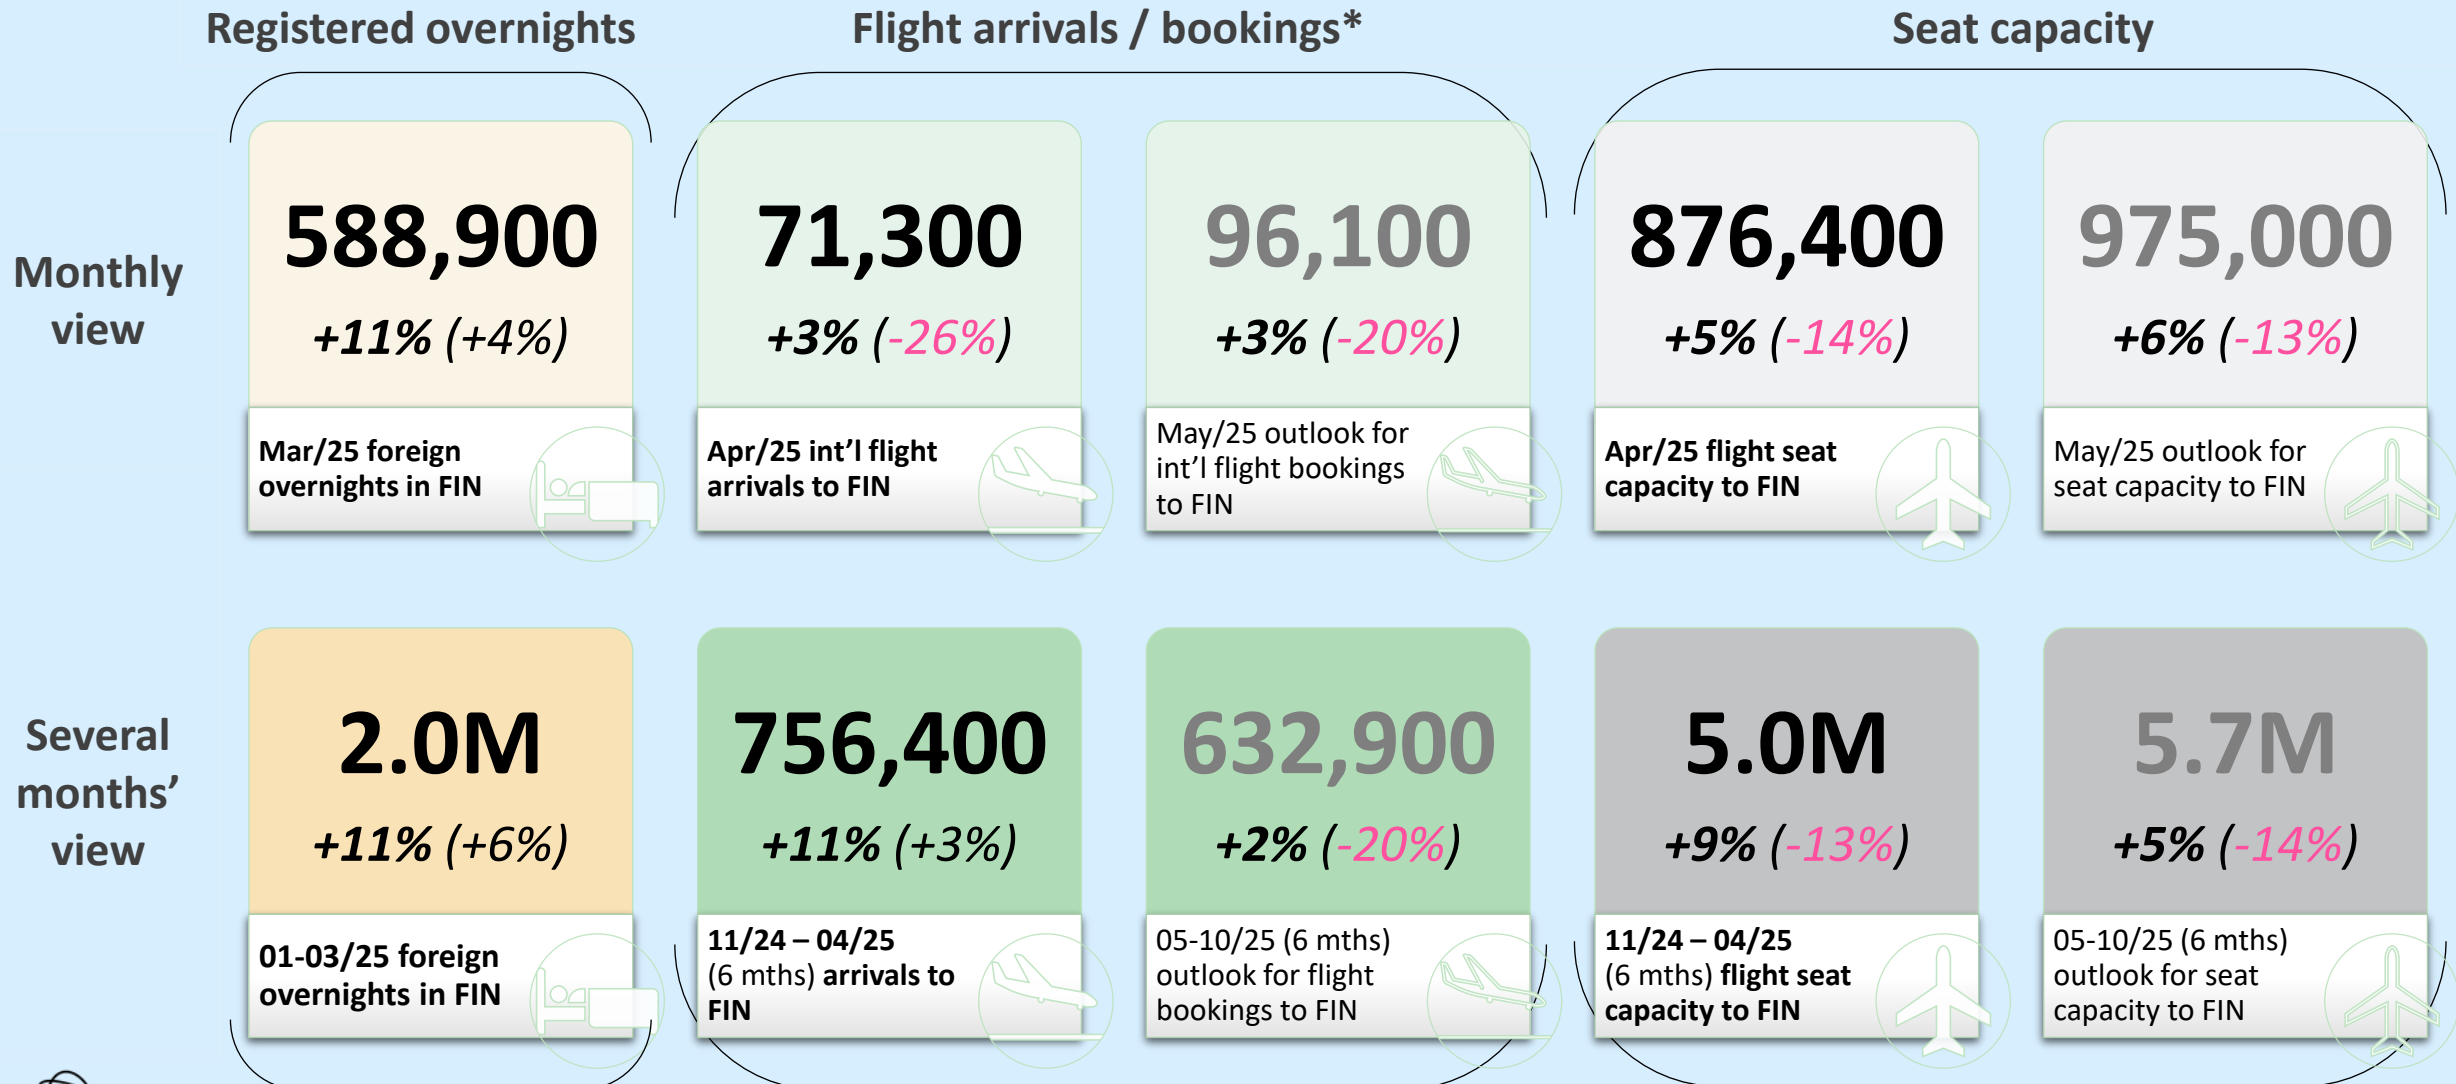 Registered overnights
Flight arrivals / bookings*
Seat capacity
Monthly
view
588,900
+11% (+4%)
Mar/25 foreign
overnights in FIN
71,300
+3% (-26%)
Apr/25 int’l flight
arrivals to FIN
96,100
+3% (-20%)
May/25 outlook for
int’l flight bookings
to FIN
876,400
+5% (-14%)
Apr/25 flight seat
capacity to FIN
975,000
+6% (-13%)
May/25 outlook for
seat capacity to FIN
Several
months’
view
2.0M
+11% (+6%)
01-03/25 foreign
overnights in FIN
756,400
+11% (+3%)
11/24 – 04/25
(6 mths) arrivals to
FIN
632,900
+2% (-20%)
05-10/25 (6 mths)
outlook for flight
bookings to FIN
5.0M
+9% (-13%)
11/24 – 04/25
(6 mths) flight seat
capacity to FIN
5.7M
+5% (-14%)
05-10/25 (6 mths)
outlook for seat
capacity to FIN